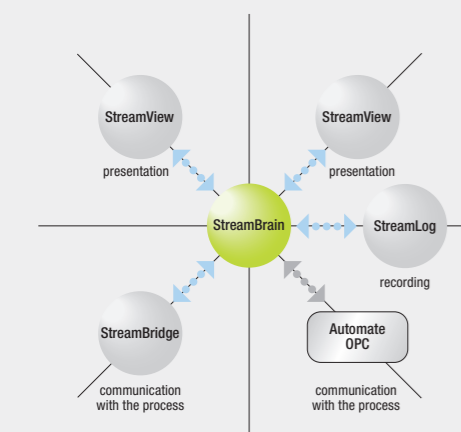 StreamView
StreamView
presentation
presentation
StreamBrain
StreamLog
recording
StreamBridge
Automate
OPC
communication
with the process
communication
with the process